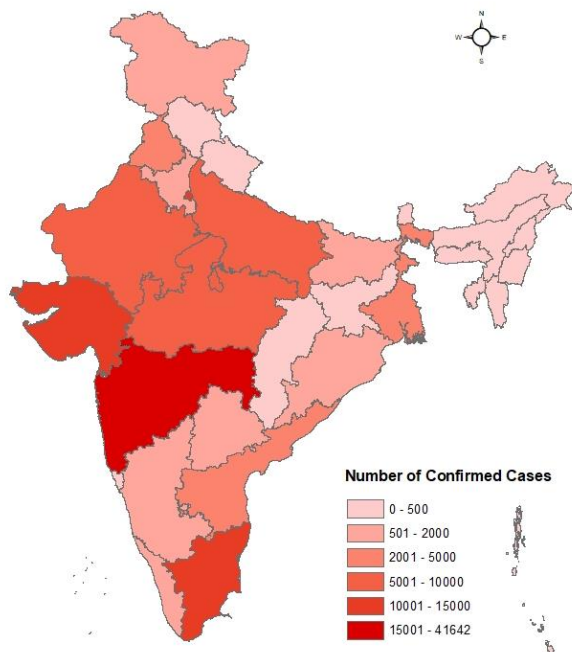 N
W E
S
Number of Confirmed Cases
0 - 500
501 - 2000
2001 - 5000
5001 - 10000
10001 - 15000
15001 - 41642